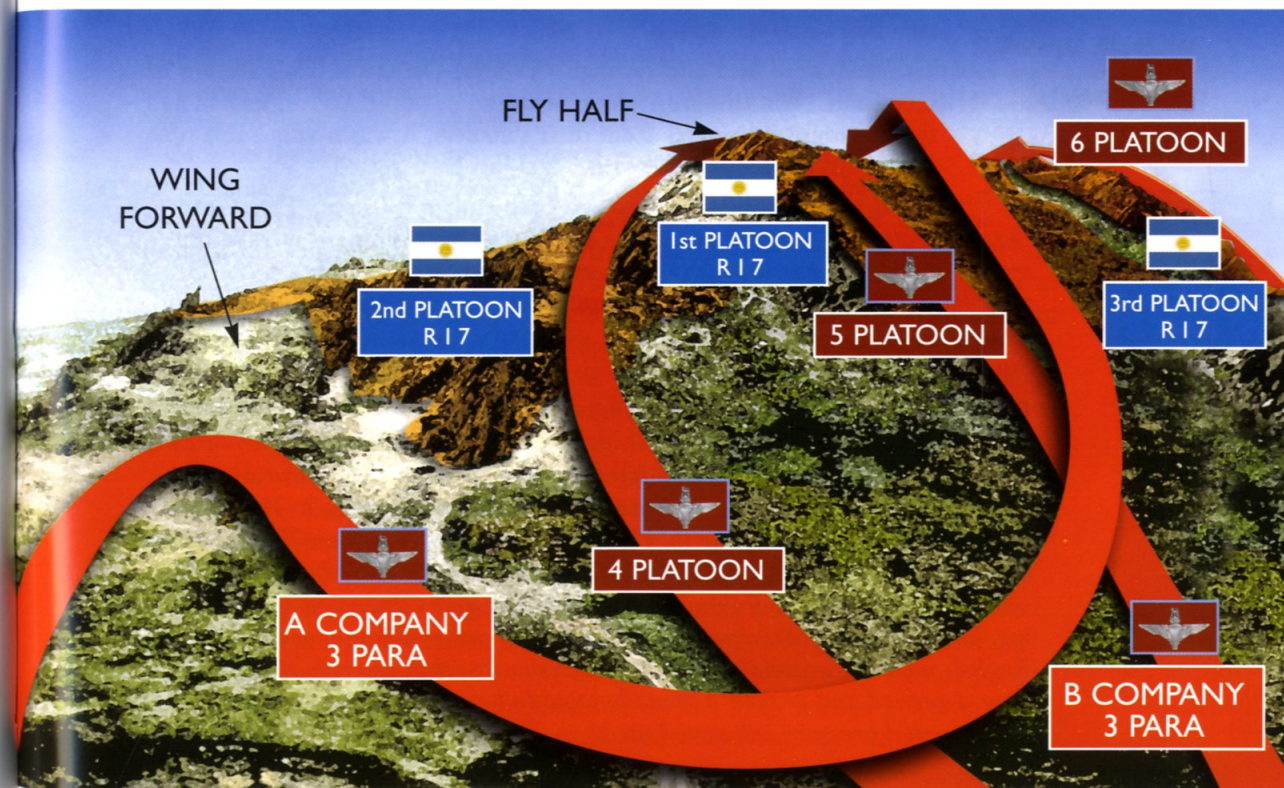 FLY HALF
6 PLATOON
WING
FORWARD
1st PLATOON
R17
2nd PLATOON
R17
5 PLATOON
3rd PLATOON
R17
4 PLATOON
A COMPANY
3 PARA
B COMPANY
3 PARA